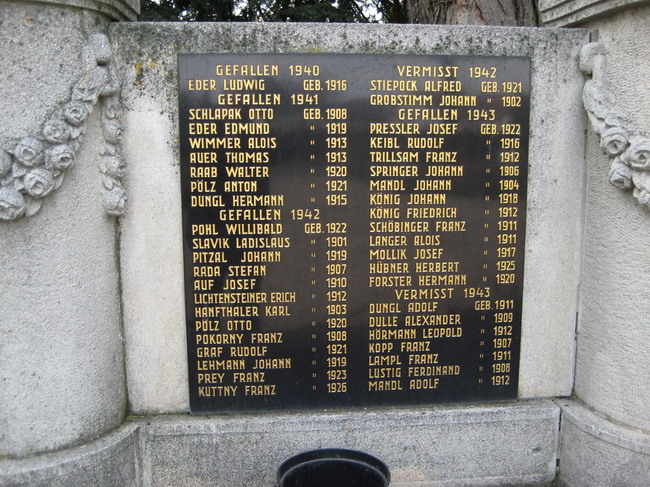 GEFALLEN 1940
EDER LUDWIG GEB. 1916
GEFALLEN 1941
SCHLAPAK OTTO GEB. 1908
EDER EDMUND " 1919
WIMMER ALOIS " 1913
AUER THOMAS " 1913
RAAB WALTER " 1920
PÖLZ ANTON " 1921
DUNGL HERMANN " 1915
GEFALLEN 1942
POHL WILLIBALD GEB. 1922
SLAVIK LADISLAUS " 1901
PITZAL JOHANN " 1919
RADA STEFAN " 1907
AUF JOSEF " 1910
LICHTENSTEINER ERICH " 1912
HANFTHALER KARL " 1903
PÖLZ OTTO " 1920
POKORNY FRANZ " 1908
GRAF RUDOLF " 1921
LEHMANN JOHANN " 1919
PREY FRANZ " 1923
KUTTNY FRANZ " 1926
VERMISST 1942
STIEPOCK ALFRED GEB. 1921
GROBSTIMM JOHANN " 1902
GEFALLEN 1943
PRESSLER JOSEF GEB. 1922
KEIBL RUDOLF " 1916
TRILLSAM FRANZ " 1912
SPRINGER JOHANN " 1906
MANDL JOHANN " 1904
KÖNIG JOHANN " 1918
KÖNIG FRIEDRICH " 1912
SCHÖBINGER FRANZ " 1911
LANGER ALOIS " 1911
MOLLIK JOSEF " 1917
HÜBNER HERBERT " 1925
FORSTER HERMANN " 1920
VERMISST 1943
DUNGL ADOLF GEB. 1911
DULLE ALEXANDER " 1909
HÖRMANN LEOPOLD " 1912
KOPP FRANZ " 1907
LAMPL FRANZ " 1911
LUSTIG FERDINAND " 1908
MANDL ADOLF " 1912